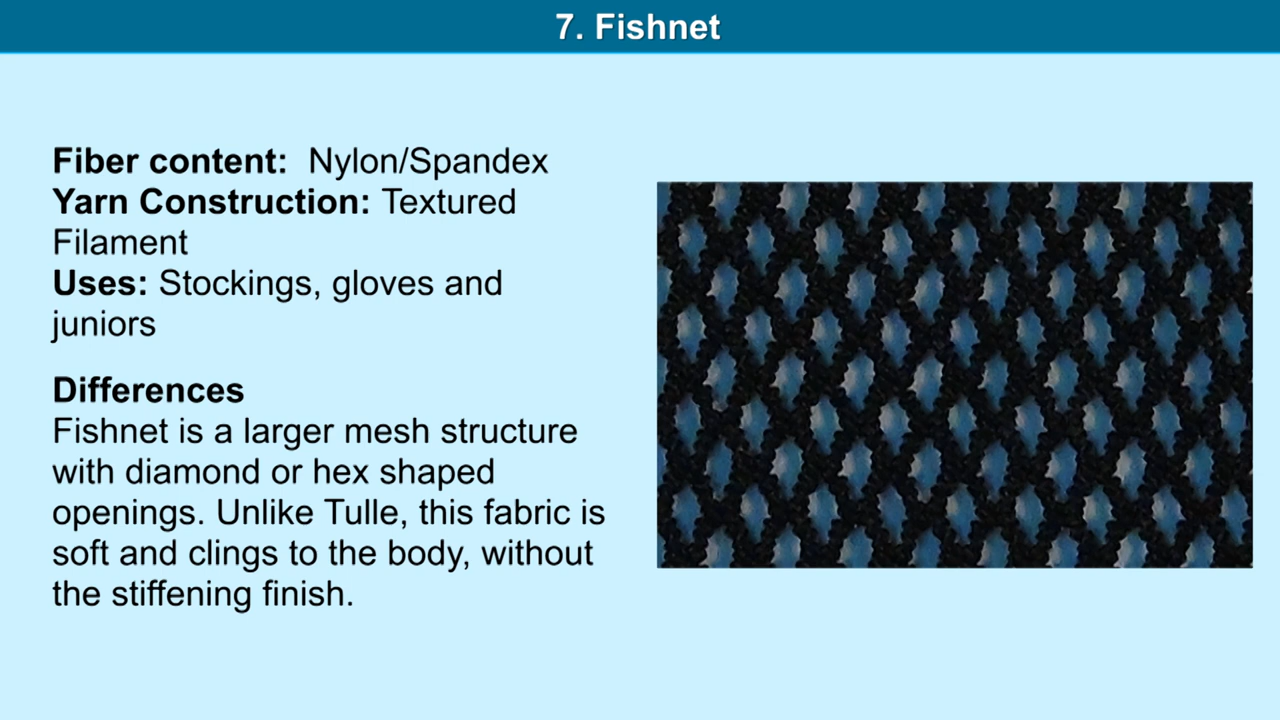 7. Fishnet
Fiber content: Nylon/Spandex
Yarn Construction: Textured
Filament
Uses: Stockings, gloves and
juniors
Differences
Fishnet is a larger mesh structure
with diamond or hex shaped
openings. Unlike Tulle, this fabric is
soft and clings to the body, without
the stiffening finish.